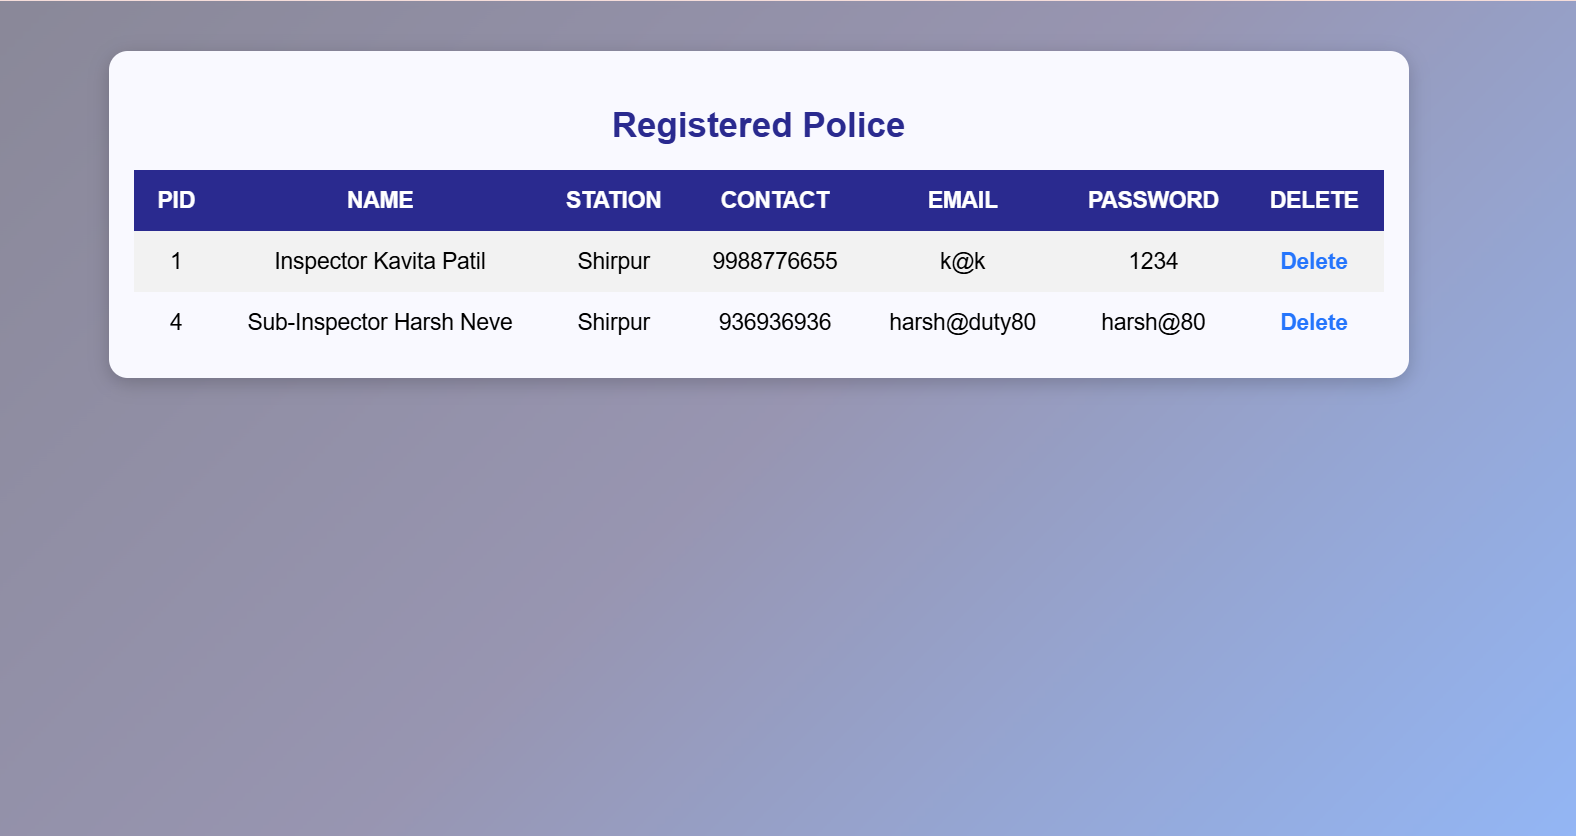 Registered Police
PID NAME STATION CONTACT EMAIL PASSWORD DELETE
1 Inspector Kavita Patil Shirpur 9988776655 k@k 1234 Delete
4 Sub-Inspector Harsh Neve Shirpur 936936936 harsh@duty80 harsh@80 Delete